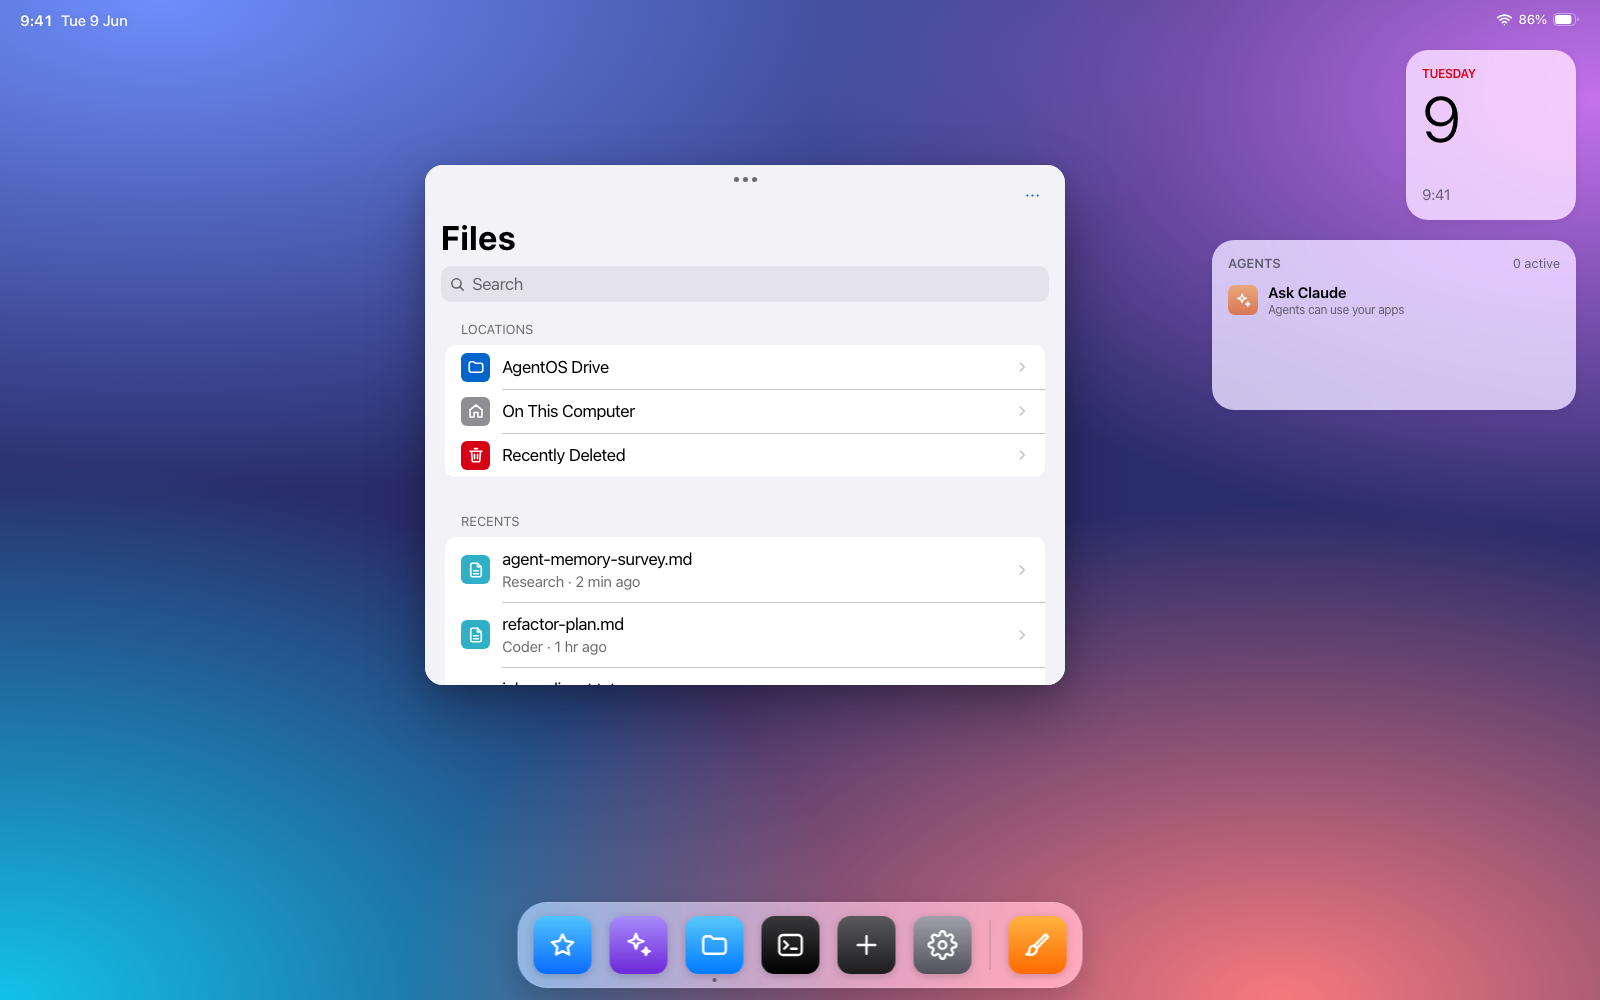 9:41 Tue 9 Jun
86%
TUESDAY
9
9:41
AGENTS
0 active
Ask Claude
Agents can use your apps
Files
Search
LOCATIONS
AgentOS Drive
On This Computer
Recently Deleted
RECENTS
agent-memory-survey.md
Research · 2 min ago
refactor-plan.md
Coder · 1 hr ago